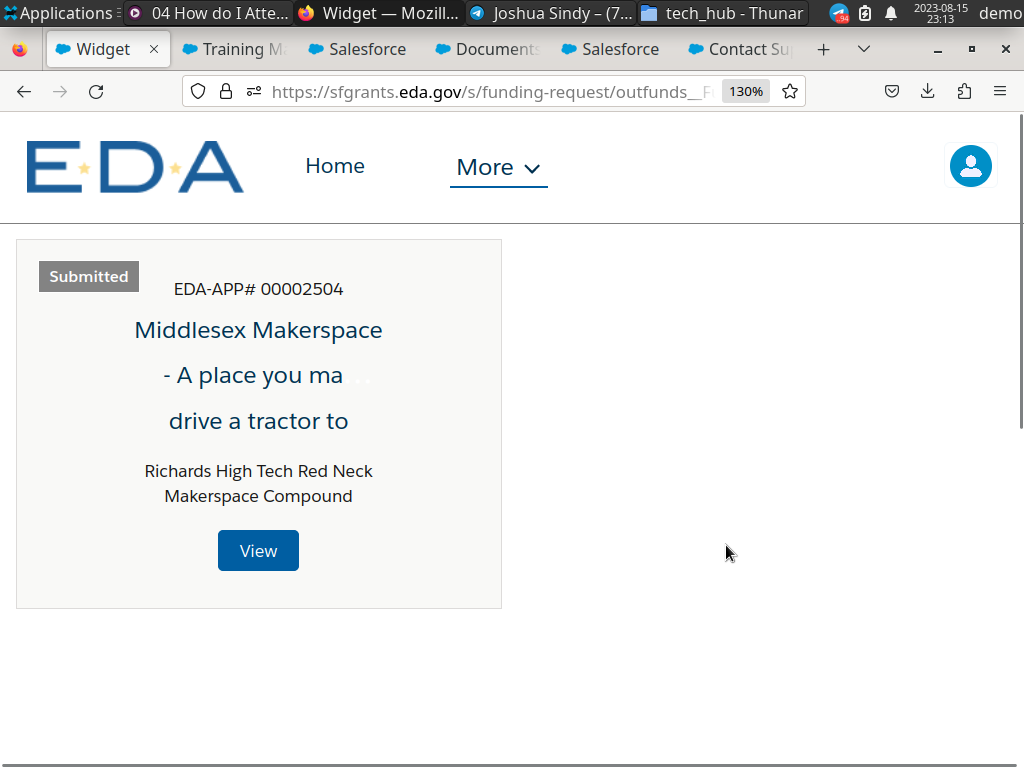 Applications
04 How do I Atte...
Widget — Mozill...
Joshua Sindy – (7...
tech_hub - Thunar
94
2023-08-15
23:13
demo
Widget
Training M
Salesforce
Documents
Salesforce
Contact Su
https://sfgrants.eda.gov/s/funding-request/outfunds__F
130%
EDA
Home
More
Submitted
EDA-APP# 00002504
Middlesex Makerspace
- A place you ma...
drive a tractor to
Richards High Tech Red Neck
Makerspace Compound
View